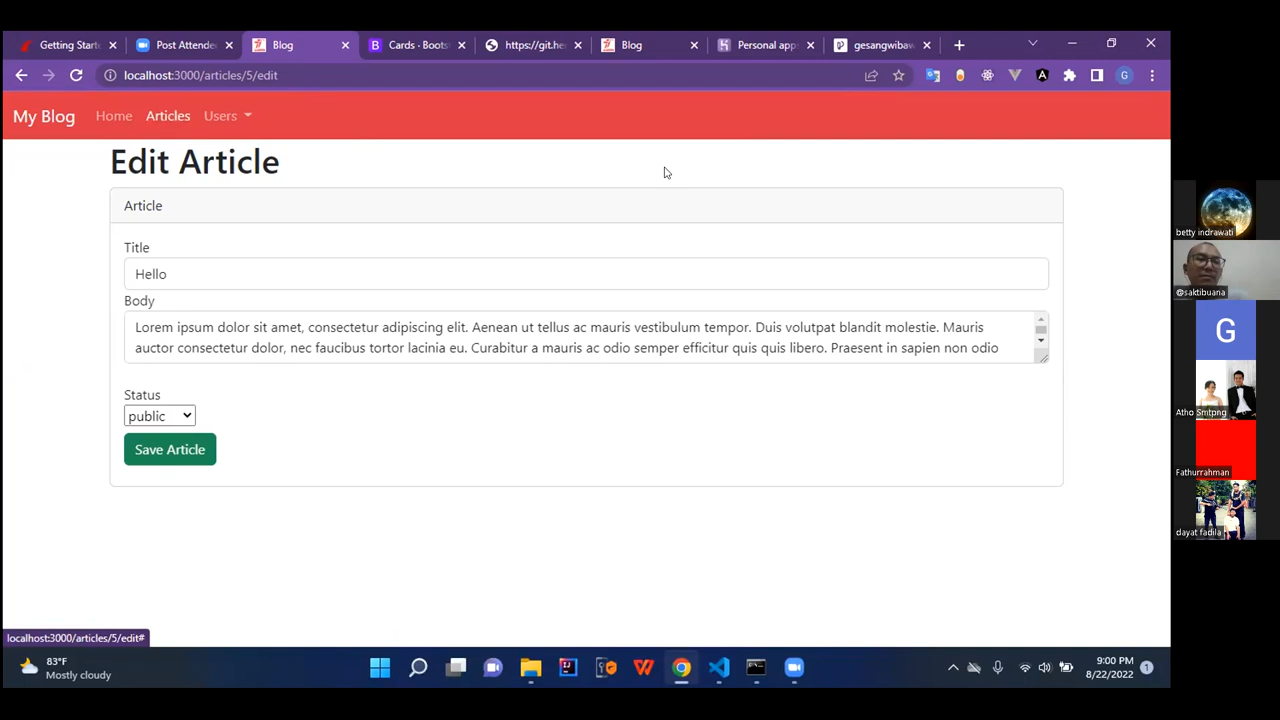 Getting Starte
Post Attende
Blog
Cards · Boots
https://git.he
Blog
Personal app
gesangwibaw
localhost:3000/articles/5/edit
G
My Blog
Home
Articles
Users
Edit Article
Article
Title
Hello
Body
Lorem ipsum dolor sit amet, consectetur adipiscing elit. Aenean ut tellus ac mauris vestibulum tempor. Duis volutpat blandit molestie. Mauris
auctor consectetur dolor, nec faucibus tortor lacinia eu. Curabitur a mauris ac odio semper efficitur quis quis libero. Praesent in sapien non odio
Status
public
Save Article
localhost:3000/articles/5/edit#
83°F
Mostly cloudy
9:00 PM
8/22/2022
1
betty indrawati
@saktibuana
G
Atho Smtpng
Fathurrahman
dayat fadila